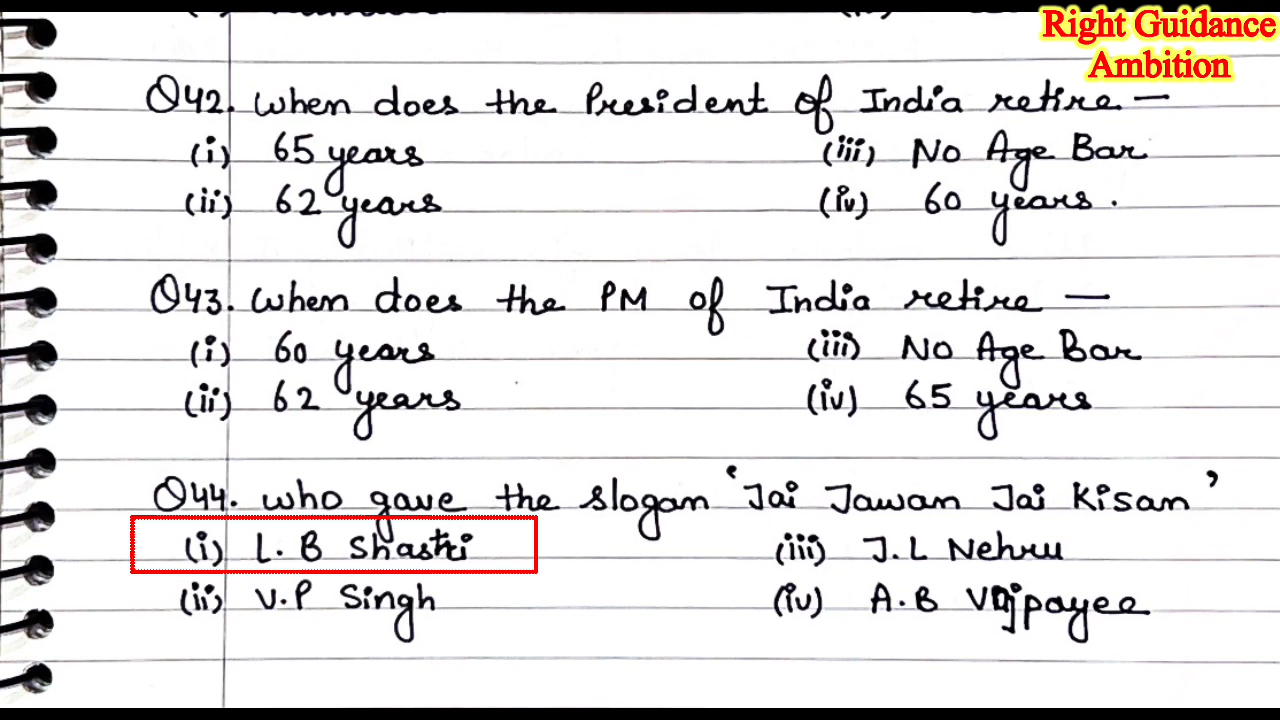 Right Guidance
Ambition
Q42. When does the President of India retire —
(i) 65 years (iii) No Age Bar
(ii) 62 years (iv) 60 years.
Q43. When does the PM of India retire —
(i) 60 years (iii) No Age Bar
(ii) 62 years (iv) 65 years
Q44. Who gave the slogan 'Jai Jawan Jai Kisan'
(i) L. B Shastri (iii) J.L Nehru
(ii) V.P Singh (iv) A.B Vajpayee